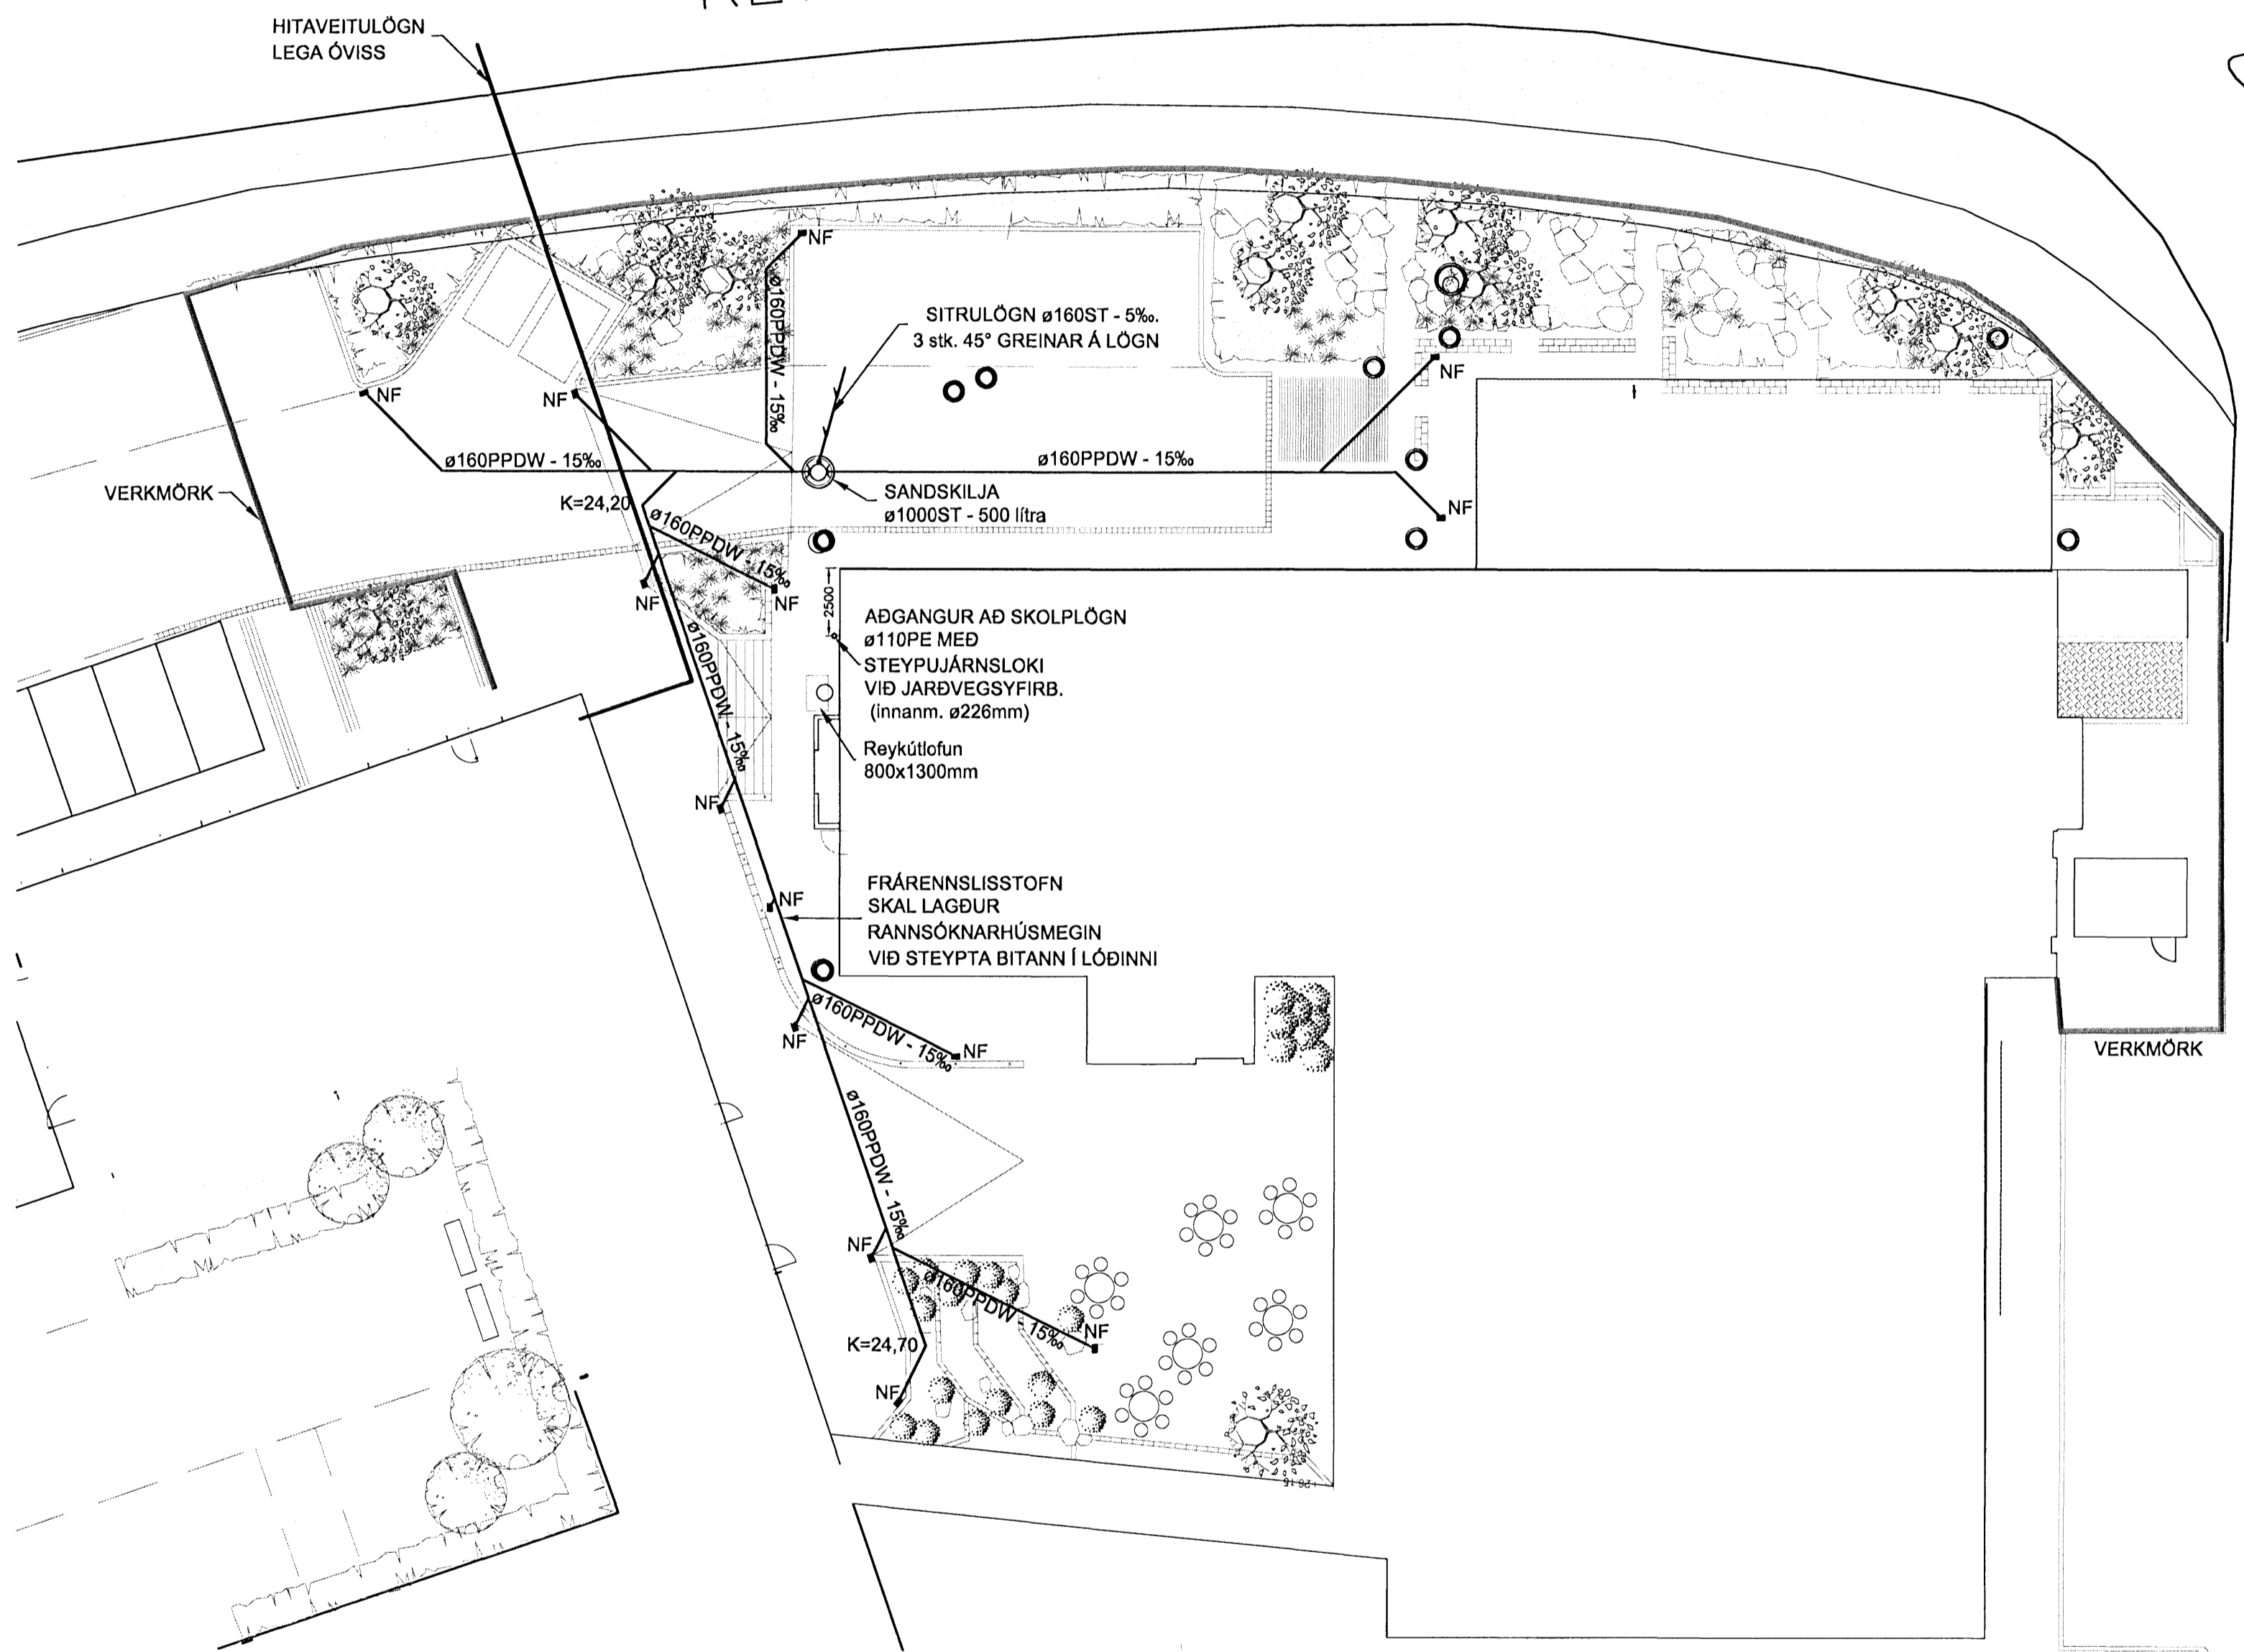 HITAVEITULÖGN
LEGA ÓVISS
NF
ø160PPDW - 15‰
SITRULÖGN ø160ST - 5‰.
3 stk. 45° GREINAR Á LÖGN
NF
NF
NF
ø160PPDW - 15‰
ø160PPDW - 15‰
VERKMÖRK
K=24,20
SANDSKILJA
ø1000ST - 500 lítra
NF
ø160PPDW - 15‰
NF
NF
2500
AÐGANGUR AÐ SKOLPLÖGN
ø110PE MEÐ
STEYPUJÁRNSLOKI
VIÐ JARÐVEGSYFIRB.
(innanm. ø226mm)
ø160PPDW - 15‰
Reykútlofun
800x1300mm
NF
NF
FRÁRENNSLISSTOFN
SKAL LAGÐUR
RANNSÓKNARHÚSMEGIN
VIÐ STEYPTA BITANN Í LÓÐINNI
ø160PPDW - 15‰
NF
NF
VERKMÖRK
ø160PPDW - 15‰
NF
ø160PPDW - 15‰
NF
K=24,70
NF